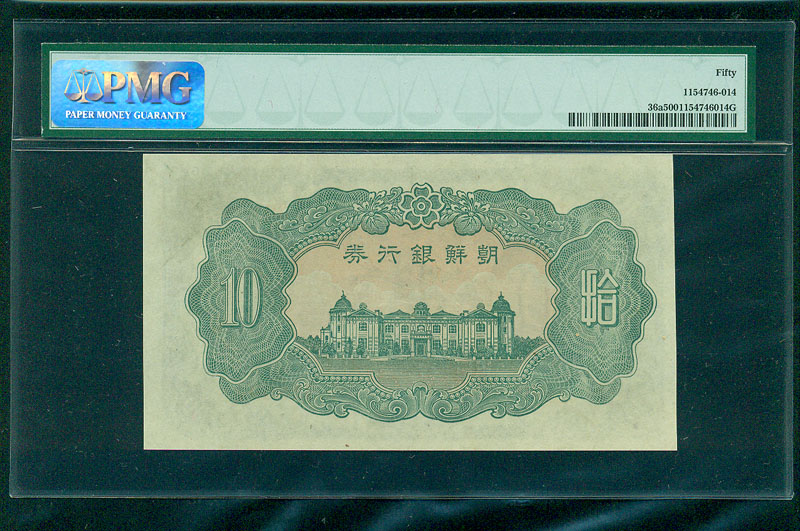 PMG
PAPER MONEY GUARANTY
Fifty
1154746-014
36a5001154746014G
券行銀鮮朝
10
拾